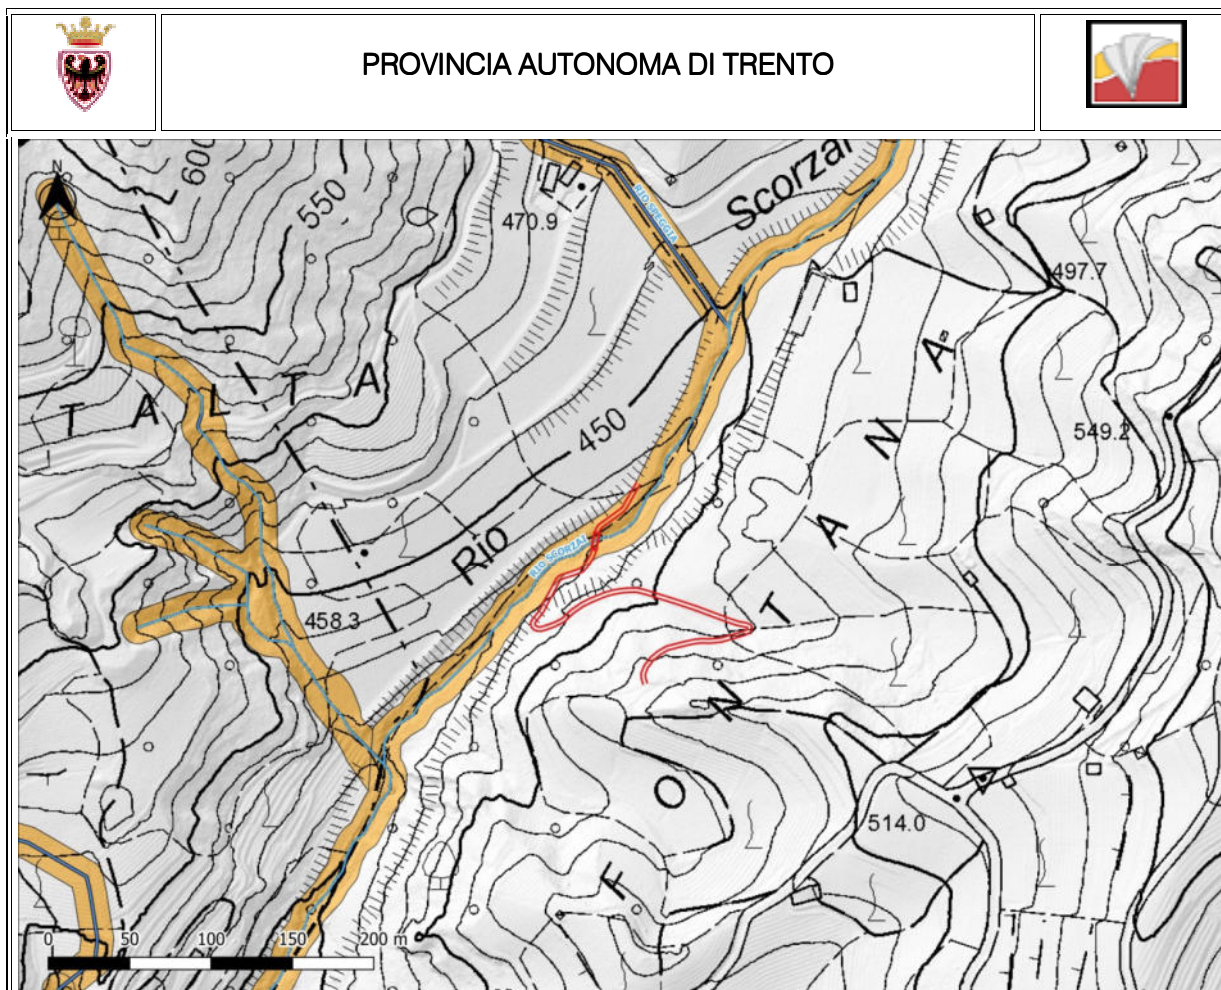 PROVINCIA AUTONOMA DI TRENTO
N
600
550
470.9
RIO SPEGGIA
Scorzai
497.7
T A L I T A
450
549.2
Rio
RIO SCORZAI
458.3
F O N T A N A
514.0
0 50 100 150 200 m